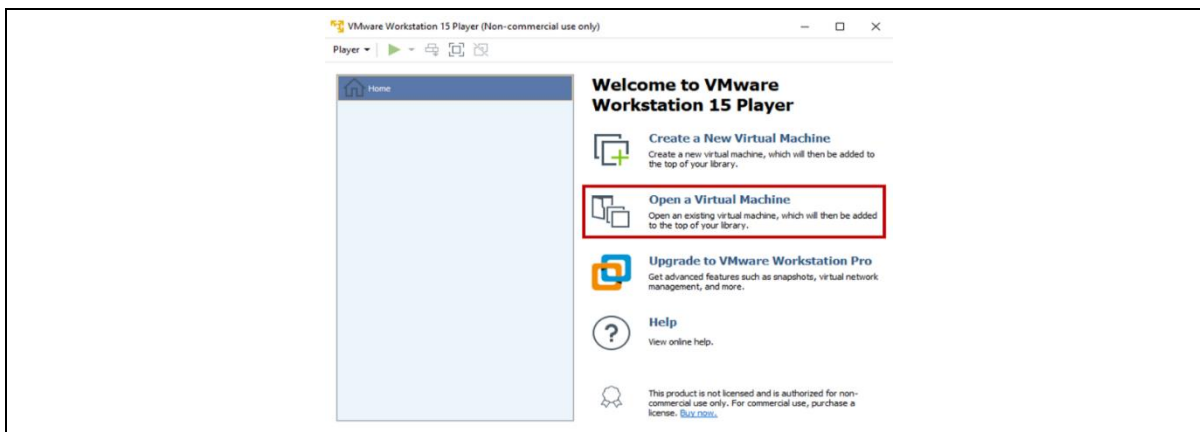 VMware Workstation 15 Player (Non-commercial use only)
Player
Home
Welcome to VMware
Workstation 15 Player
Create a New Virtual Machine
Create a new virtual machine, which will then be added to
the top of your library.
Open a Virtual Machine
Open an existing virtual machine, which will then be added
to the top of your library.
Upgrade to VMware Workstation Pro
Get advanced features such as snapshots, virtual network
management, and more.
Help
View online help.
This product is not licensed and is authorized for non-
commercial use only. For commercial use, purchase a
license. Buy now.